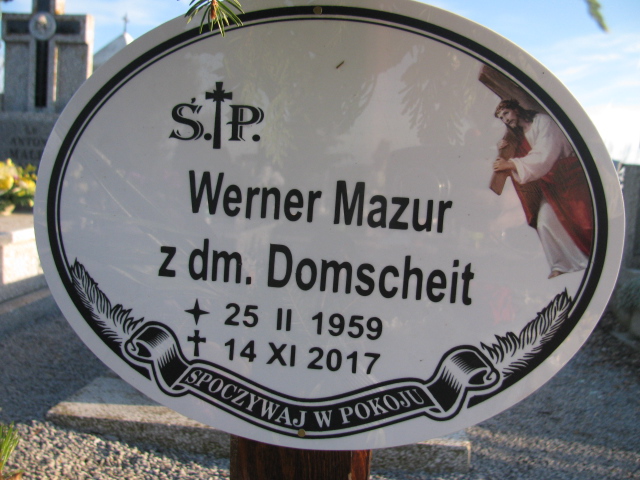 Ś.P.
Werner Mazur
z dm. Domscheit
25 II 1959
14 XI 2017
SPOCZYWAJ W POKOJU